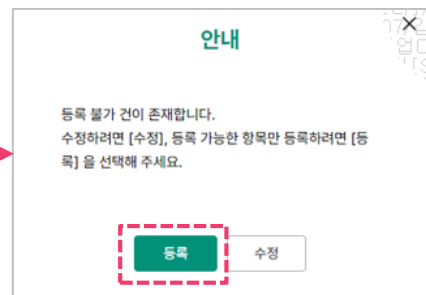 안내
등록 불가 건이 존재합니다.
수정하려면 [수정], 등록 가능한 항목만 등록하려면 [등
록] 을 선택해 주세요.
등록
수정